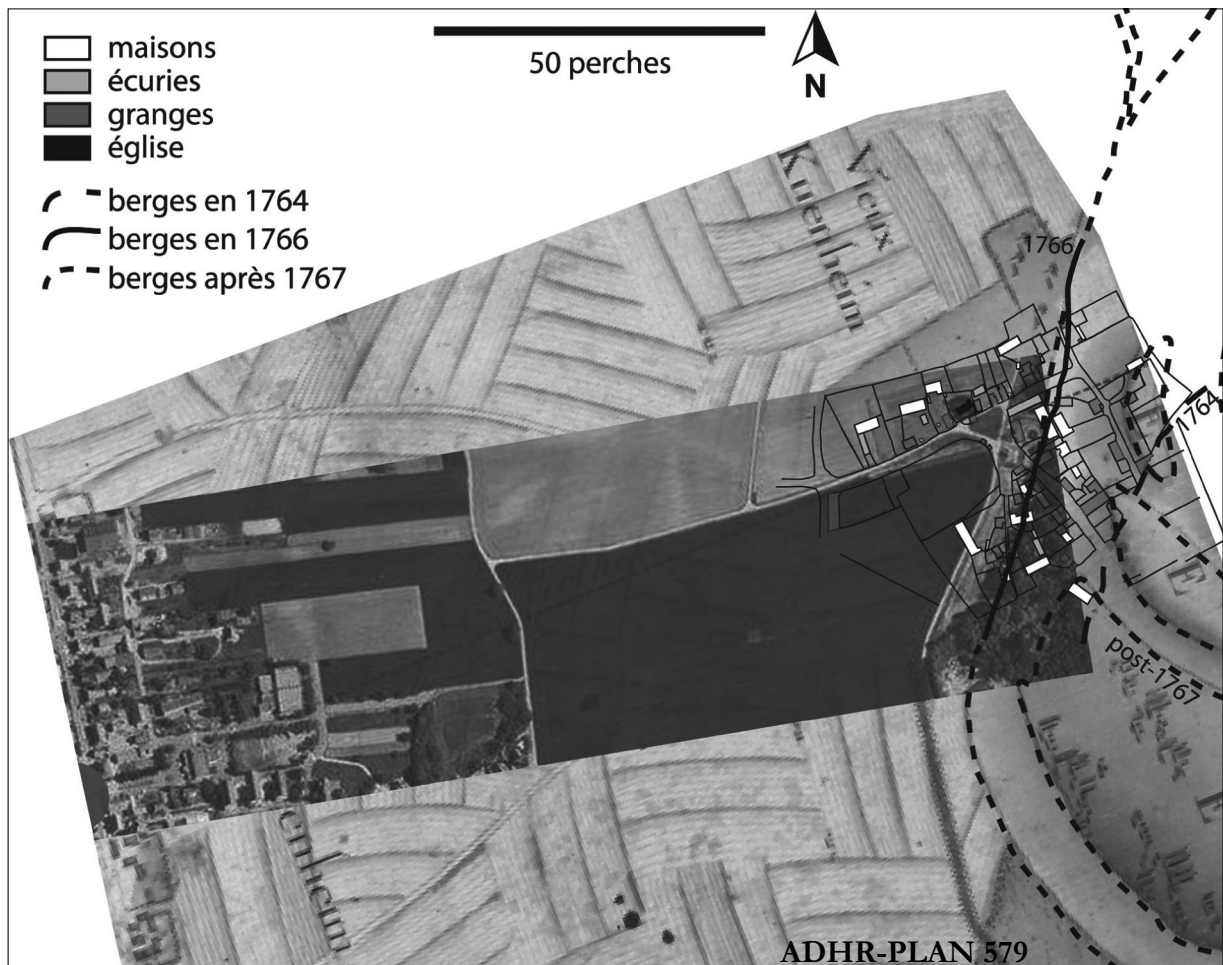 maisons
écuries
granges
église
berges en 1764
berges en 1766
berges après 1767
50 perches
N
Vieux
Kuenheim
1766
1764
post-1767
E
E
enheim
ADHR-PLAN 579